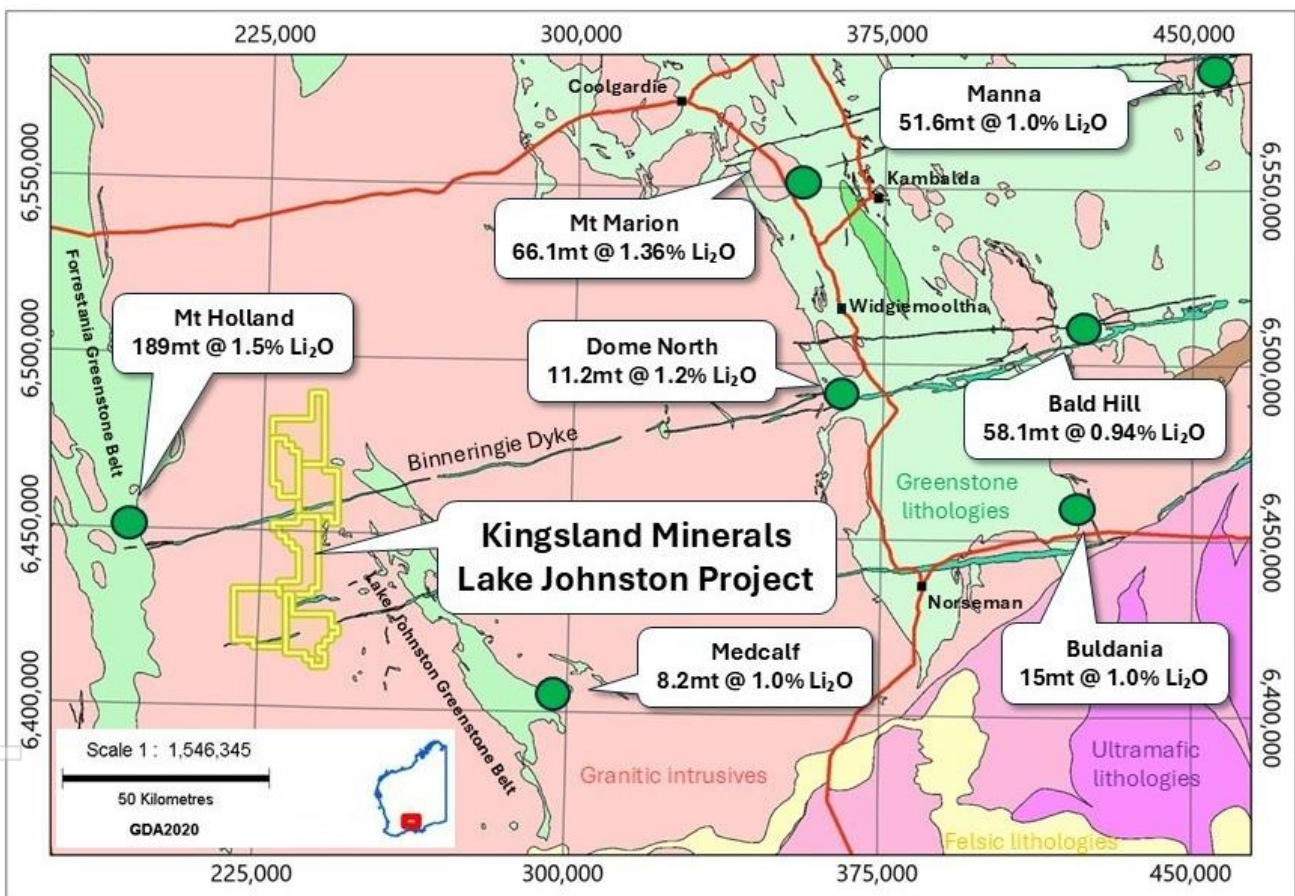 225,000
300,000
375,000
450,000
Coolgardie
Manna
51.6mt @ 1.0% Li₂O
6,550,000
6,550,000
Kambalda
Mt Marion
66.1mt @ 1.36% Li₂O
Forrestania Greenstone Belt
Mt Holland
189mt @ 1.5% Li₂O
Widgiemooltha
6,500,000
6,500,000
Dome North
11.2mt @ 1.2% Li₂O
Bald Hill
58.1mt @ 0.94% Li₂O
Binneringie Dyke
Greenstone
lithologies
6,450,000
6,450,000
Kingsland Minerals
Lake Johnston Project
Lake Johnston Greenstone Belt
Norseman
Medcalf
8.2mt @ 1.0% Li₂O
Buldania
15mt @ 1.0% Li₂O
6,400,000
6,400,000
Scale 1 : 1,546,345
50 Kilometres
GDA2020
Granitic intrusives
Ultramafic
lithologies
Felsic lithologies
225,000
300,000
375,000
450,000